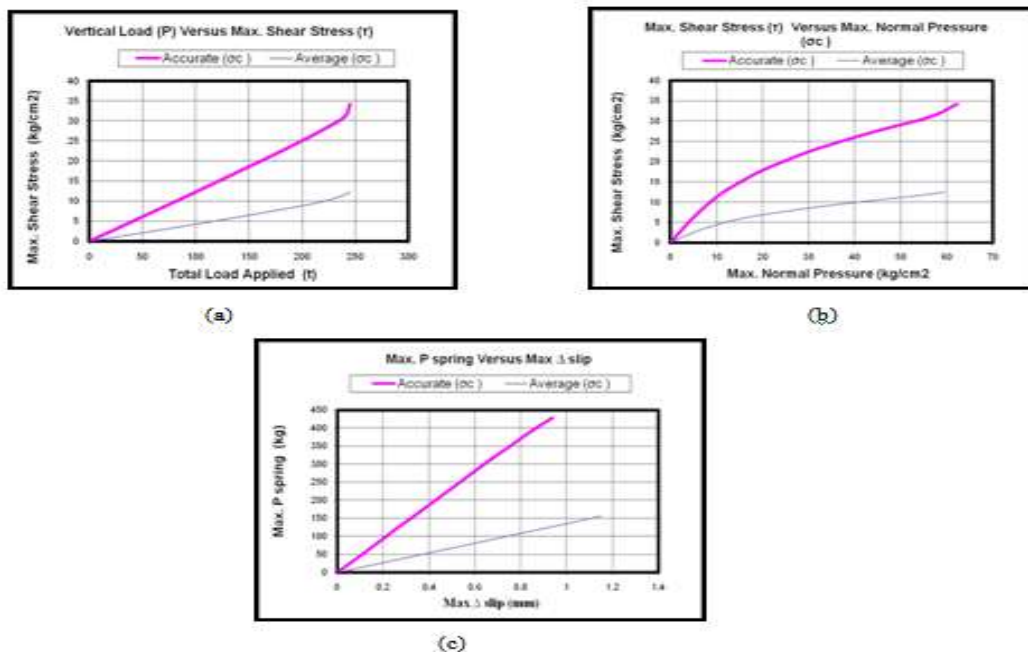 Vertical Load (P) Versus Max. Shear Stress (τ)
Accurate (σc ) Average (σc )
Max. Shear Stress (kg/cm2)
40
35
30
25
20
15
10
5
0
0 50 100 150 200 250 300
Total Load Applied (t)
(a)
Max. Shear Stress (τ) Versus Max. Normal Pressure
(σc )
Accurate (σc ) Average (σc )
Max. Shear Stress (kg/cm2)
40
35
30
25
20
15
10
5
0
0 10 20 30 40 50 60 70
Max. Normal Pressure (kg/cm2
(b)
Max. P spring Versus Max Δ slip
Accurate (σc ) Average (σc )
Max. P spring (kg)
450
400
350
300
250
200
150
100
50
0
0 0.2 0.4 0.6 0.8 1 1.2 1.4
Max.Δ slip (mm)
(c)